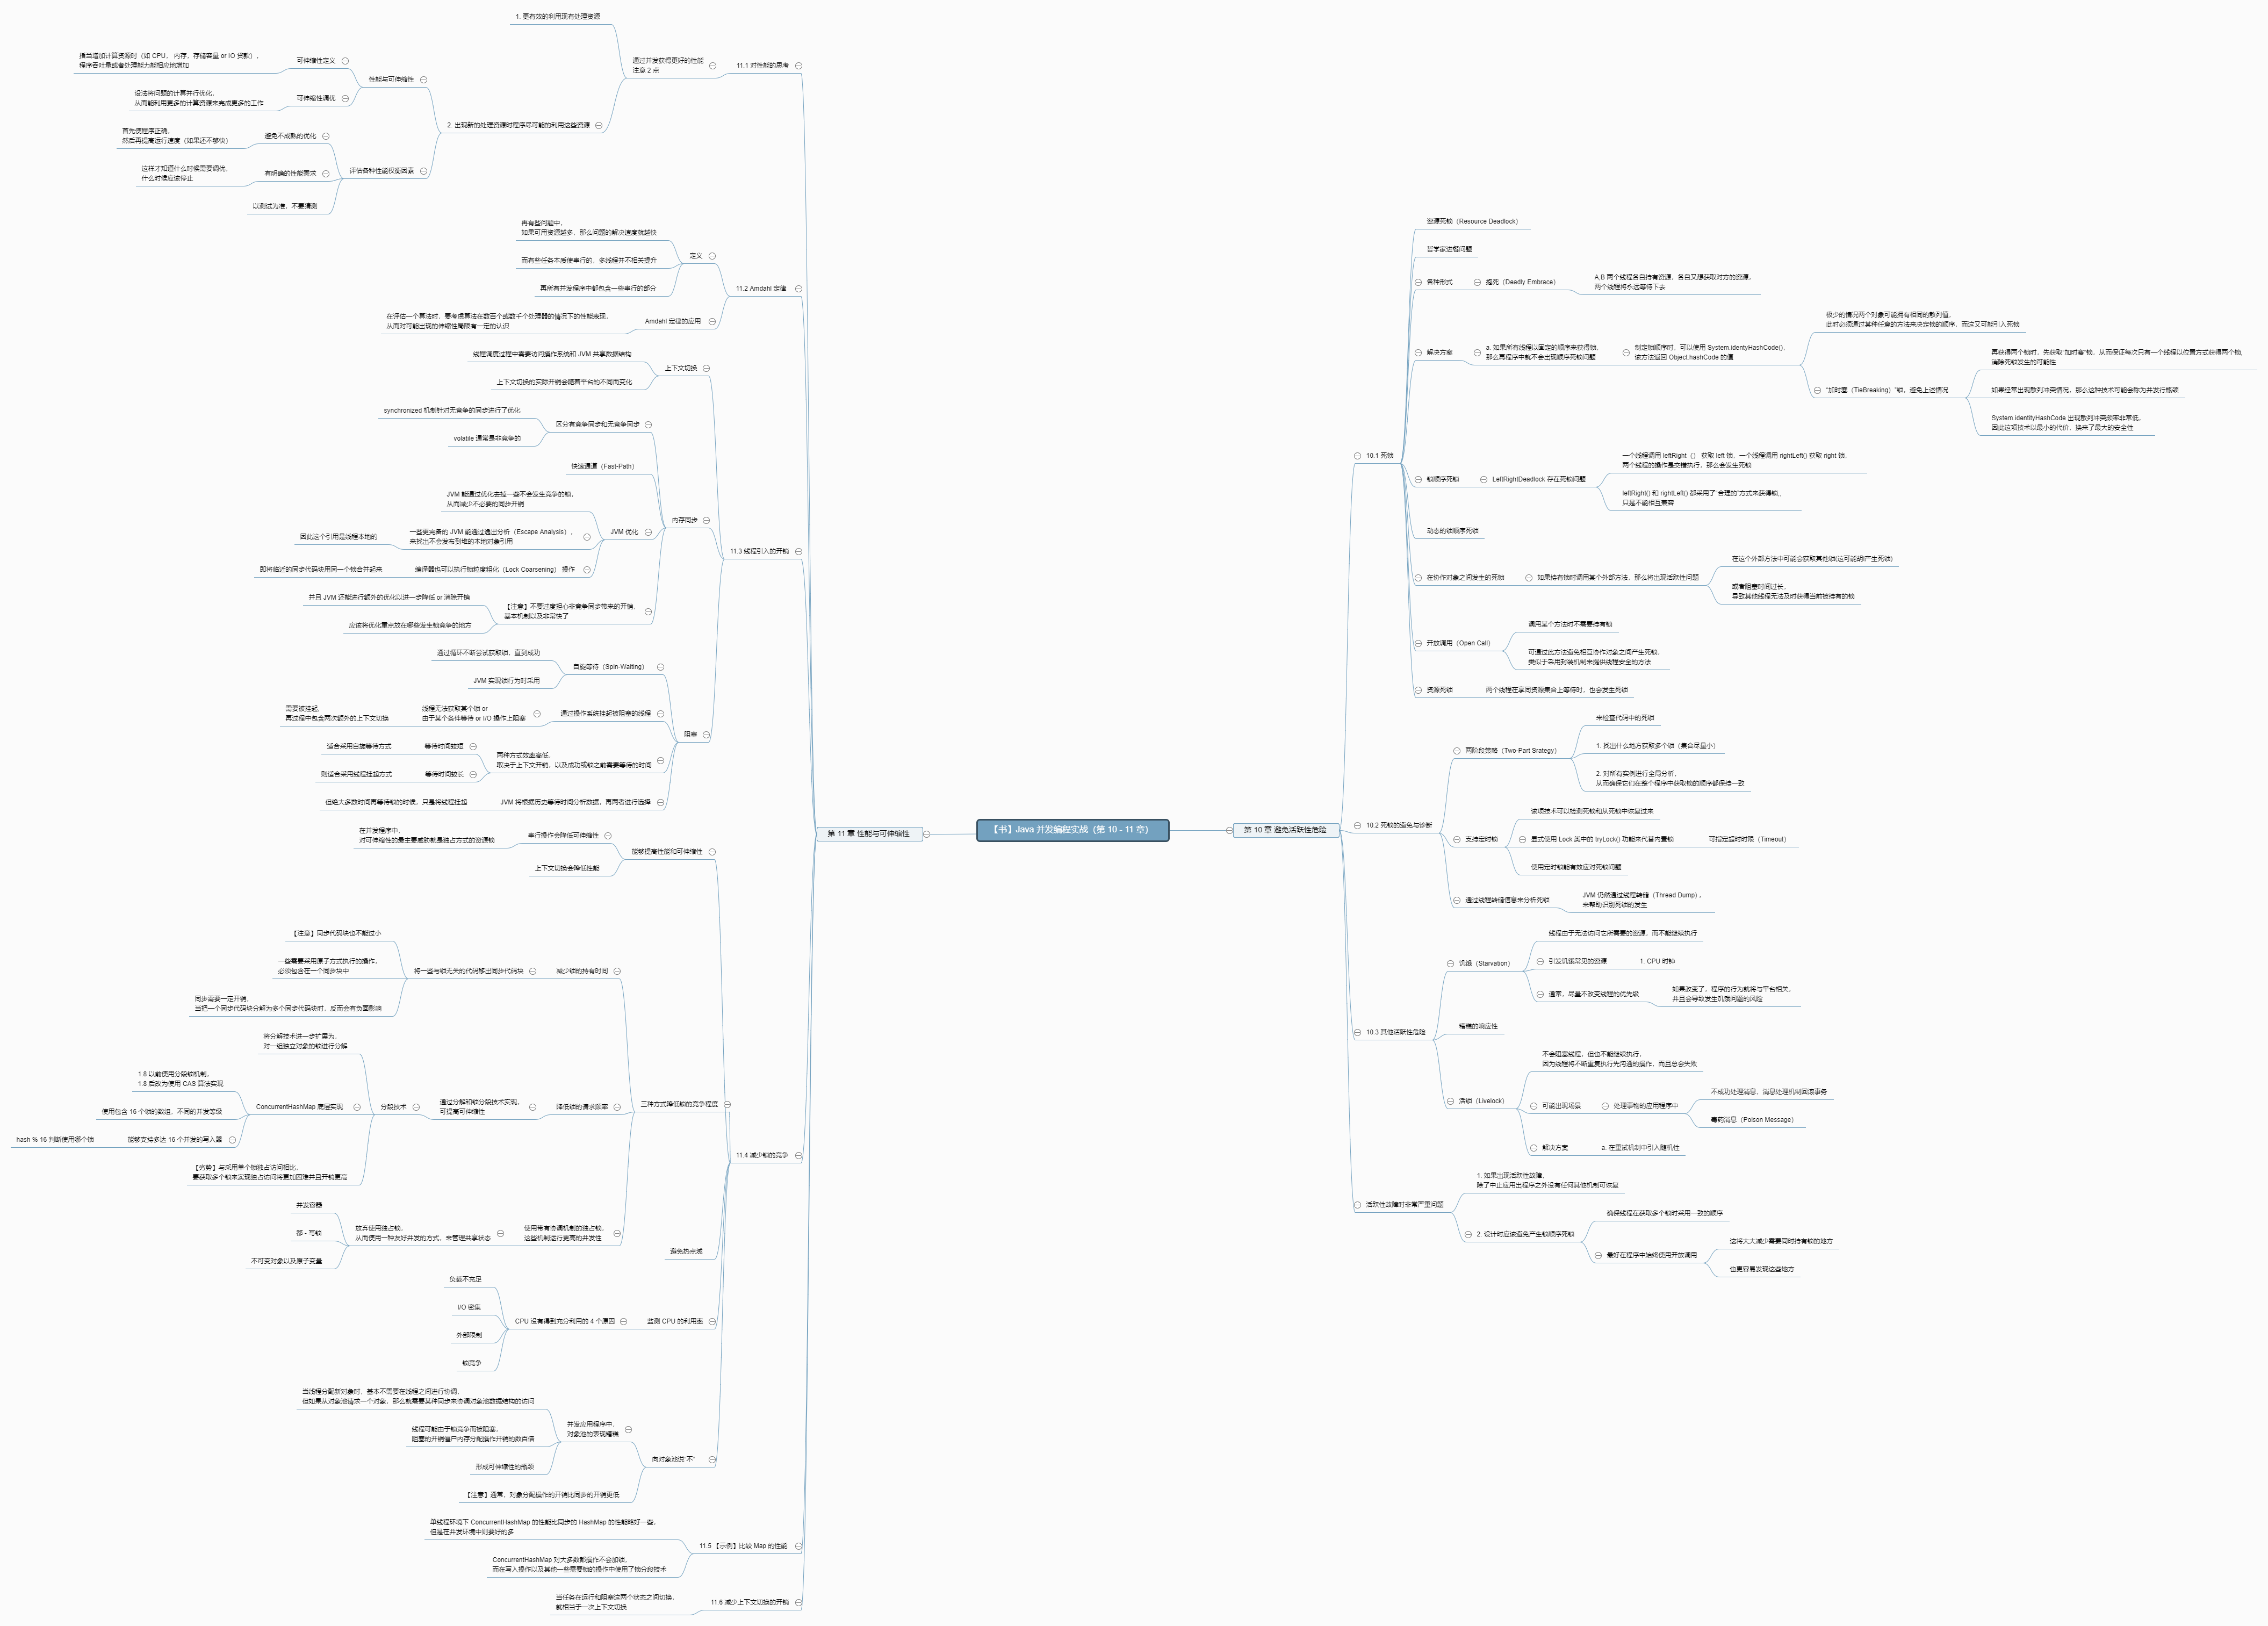 【书】Java 并发编程实战（第 10 - 11 章）
第 10 章 避免活跃性危险
10.1 死锁
资源死锁（Resource Deadlock）
哲学家进餐问题
各种形式
抱死（Deadly Embrace）
A,B 两个线程各自持有资源，各自又想获取对方的资源，
两个线程将永远等待下去
解决方案
a. 如果所有线程以固定的顺序来获得锁，
那么再程序中就不会出现顺序死锁问题
制定锁顺序时，可以使用 System.identyHashCode()，
该方法返回 Object.hashCode 的值
极少的情况两个对象可能拥有相同的散列值，
此时必须通过某种任意的方法来决定锁的顺序，而这又可能引入死锁
“加时赛（TieBreaking）”锁，避免上述情况
再获得两个锁时，先获取“加时赛”锁，从而保证每次只有一个线程以位置方式获得两个锁，
消除死锁发生的可能性
如果经常出现散列冲突情况，那么这种技术可能会称为并发行瓶颈
System.identityHashCode 出现散列冲突频率非常低，
因此这项技术以最小的代价，换来了最大的安全性
锁顺序死锁
LeftRightDeadlock 存在死锁问题
一个线程调用 leftRight（） 获取 left 锁，一个线程调用 rightLeft() 获取 right 锁，
两个线程的操作是交错执行，那么会发生死锁
leftRight() 和 rightLeft() 都采用了“合理的”方式来获得锁,，
只是不能相互兼容
动态的锁顺序死锁
在协作对象之间发生的死锁
如果持有锁时调用某个外部方法，那么将出现活跃性问题
在这个外部方法中可能会获取其他锁(这可能胡产生死锁)
或者阻塞时间过长，
导致其他线程无法及时获得当前被持有的锁
开放调用（Open Call）
调用某个方法时不需要持有锁
可通过此方法避免相互协作对象之间产生死锁，
类似于采用封装机制来提供线程安全的方法
资源死锁
两个线程在享同资源集合上等待时，也会发生死锁
10.2 死锁的避免与诊断
两阶段策略（Two-Part Srategy）
来检查代码中的死锁
1. 找出什么地方获取多个锁（集合尽量小）
2. 对所有实例进行全局分析，
从而确保它们在整个程序中获取锁的顺序都保持一致
支持定时锁
该项技术可以检测死锁和从死锁中恢复过来
显式使用 Lock 类中的 tryLock() 功能来代替内置锁
可指定超时时限（Timeout）
使用定时锁能有效应对死锁问题
通过线程转储信息来分析死锁
JVM 仍然通过线程转储（Thread Dump)，
来帮助识别死锁的发生
10.3 其他活跃性危险
饥饿（Starvation）
线程由于无法访问它所需要的资源，而不能继续执行
引发饥饿常见的资源
1. CPU 时钟
通常，尽量不改变线程的优先级
如果改变了，程序的行为就将与平台相关，
并且会导致发生饥饿问题的风险
糟糕的响应性
活锁（Livelock）
不会阻塞线程，但也不能继续执行，
因为线程将不断重复执行先沟通的操作，而且总会失败
可能出现场景
处理事物的应用程序中
不成功处理消息，消息处理机制回滚事务
毒药消息（Poison Message）
解决方案
a. 在重试机制中引入随机性
活跃性故障时非常严重问题
1. 如果出现活跃性故障，
除了中止应用出程序之外没有任何其他机制可恢复
2. 设计时应该避免产生锁顺序死锁
确保线程在获取多个锁时采用一致的顺序
最好在程序中始终使用开放调用
这将大大减少需要同时持有锁的地方
也更容易发现这些地方
第 11 章 性能与可伸缩性
11.1 对性能的思考
通过并发获得更好的性能
注意 2 点
1. 更有效的利用现有处理资源
2. 出现新的处理资源时程序尽可能的利用这些资源
性能与可伸缩性
可伸缩性定义
指当增加计算资源时（如 CPU， 内存，存储容量 or IO 贷款），
程序吞吐量或者处理能力能相应地增加
可伸缩性调优
设法将问题的计算并行优化，
从而能利用更多的计算资源来完成更多的工作
评估各种性能权衡因素
避免不成熟的优化
首先使程序正确，
然后再提高运行速度（如果还不够快）
有明确的性能需求
这样才知道什么时候需要调优，
什么时候应该停止
以测试为准，不要猜测
11.2 Amdahl 定律
定义
再有些问题中，
如果可用资源越多，那么问题的解决速度就越快
而有些任务本质使串行的，多线程并不相关提升
再所有并发程序中都包含一些串行的部分
Amdahl 定律的应用
在评估一个算法时，要考虑算法在数百个或数千个处理器的情况下的性能表现，
从而对可能出现的伸缩性局限有一定的认识
11.3 线程引入的开销
上下文切换
线程调度过程中需要访问操作系统和 JVM 共享数据结构
上下文切换的实际开销会随着平台的不同而变化
内存同步
区分有竞争同步和无竞争同步
synchronized 机制针对无竞争的同步进行了优化
volatile 通常是非竞争的
快速通道（Fast-Path）
JVM 优化
JVM 能通过优化去掉一些不会发生竞争的锁，
从而减少不必要的同步开销
一些更完备的 JVM 能通过逸出分析（Escape Analysis），
来找出不会发布到堆的本地对象引用
因此这个引用是线程本地的
编译器也可以执行锁粒度粗化（Lock Coarsening） 操作
即将临近的同步代码块用同一个锁合并起来
【注意】不要过度担心非竞争同步带来的开销，
基本机制以及非常快了
并且 JVM 还能进行额外的优化以进一步降低 or 消除开销
应该将优化重点放在哪些发生锁竞争的地方
阻塞
自旋等待（Spin-Waiting）
通过循环不断尝试获取锁，直到成功
JVM 实现锁行为时采用
通过操作系统挂起被阻塞的线程
线程无法获取某个锁 or
由于某个条件等待 or I/O 操作上阻塞
需要被挂起，
再过程中包含两次额外的上下文切换
两种方式效率高低，
取决于上下文开销，以及成功或锁之前需要等待的时间
等待时间较短
适合采用自旋等待方式
等待时间较长
则适合采用线程挂起方式
JVM 将根据历史等待时间分析数据，再两者进行选择
但绝大多数时间再等待锁的时候，只是将线程挂起
11.4 减少锁的竞争
能够提高性能和可伸缩性
串行操作会降低可伸缩性
在并发程序中，
对可伸缩性的最主要威胁就是独占方式的资源锁
上下文切换会降低性能
三种方式降低锁的竞争程度
减少锁的持有时间
将一些与锁无关的代码移出同步代码块
【注意】同步代码块也不能过小
一些需要采用原子方式执行的操作，
必须包含在一个同步块中
同步需要一定开销，
当把一个同步代码块分解为多个同步代码块时，反而会有负面影响
降低锁的请求频率
通过分解和锁分段技术实现，
可提高可伸缩性
分段技术
将分解技术进一步扩展为，
对一组独立对象的锁进行分解
ConcurrentHashMap 底层实现
1.8 以前使用分段锁机制，
1.8 后改为使用 CAS 算法实现
使用包含 16 个锁的数组，不同的并发等级
能够支持多达 16 个并发的写入器
hash % 16 判断使用哪个锁
【劣势】与采用单个锁独占访问相比，
要获取多个锁来实现独占访问将更加困难并且开销更高
使用带有协调机制的独占锁，
这些机制运行更高的并发性
放弃使用独占锁，
从而使用一种友好并发的方式，来管理共享状态
并发容器
都 - 写锁
不可变对象以及原子变量
避免热点域
监测 CPU 的利用率
CPU 没有得到充分利用的 4 个原因
负载不充足
I/O 密集
外部限制
锁竞争
向对象池说“不”
并发应用程序中，
对象池的表现糟糕
当线程分配新对象时，基本不需要在线程之间进行协调，
但如果从对象池请求一个对象，那么就需要某种同步来协调对象池数据结构的访问
线程可能由于锁竞争而被阻塞，
阻塞的开销僵尸内存分配操作开销的数百倍
形成可伸缩性的瓶颈
【注意】通常，对象分配操作的开销比同步的开销更低
11.5 【示例】比较 Map 的性能
单线程环境下 ConcurrentHashMap 的性能比同步的 HashMap 的性能略好一些，
但是在并发环境中则要好的多
ConcurrentHashMap 对大多数都操作不会加锁，
而在写入操作以及其他一些需要锁的操作中使用了锁分段技术
11.6 减少上下文切换的开销
当任务在运行和阻塞这两个状态之间切换，
就相当于一次上下文切换